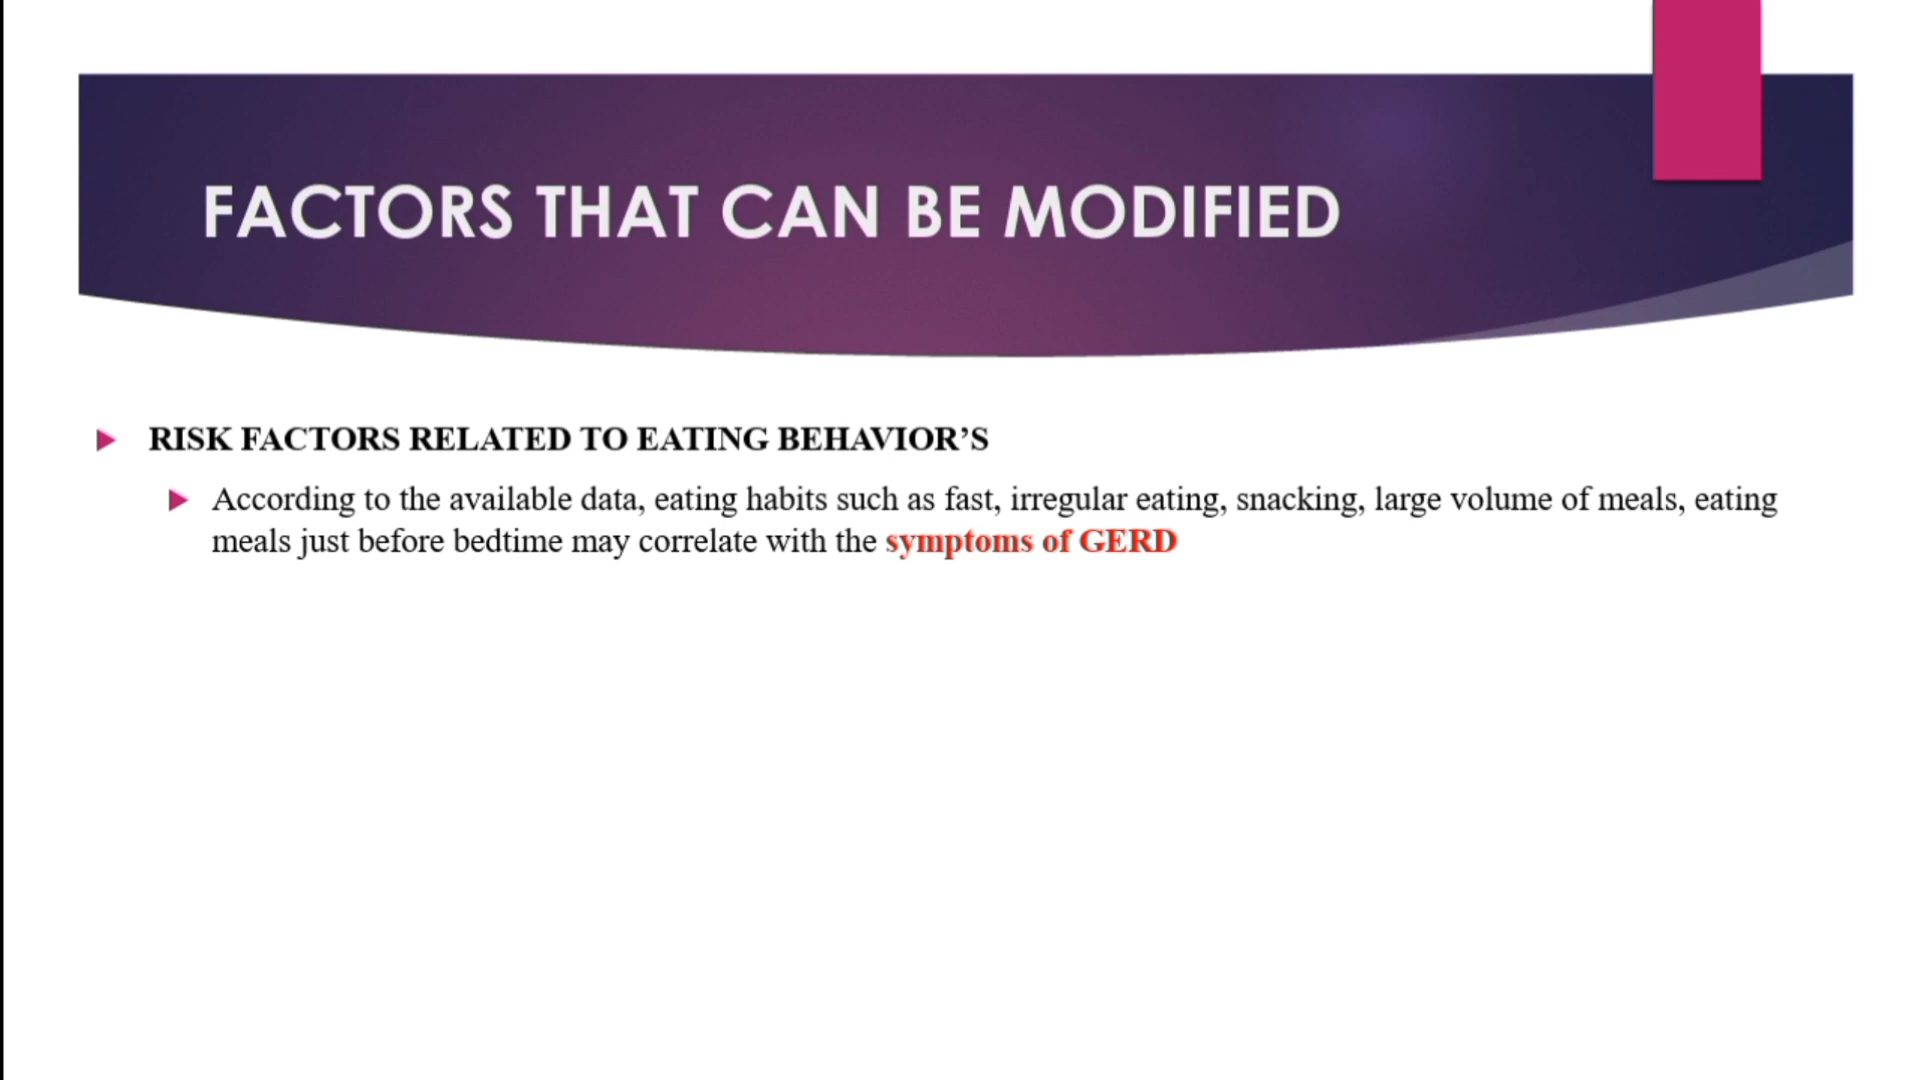 FACTORS THAT CAN BE MODIFIED
RISK FACTORS RELATED TO EATING BEHAVIOR’S
According to the available data, eating habits such as fast, irregular eating, snacking, large volume of meals, eating
meals just before bedtime may correlate with the symptoms of GERD